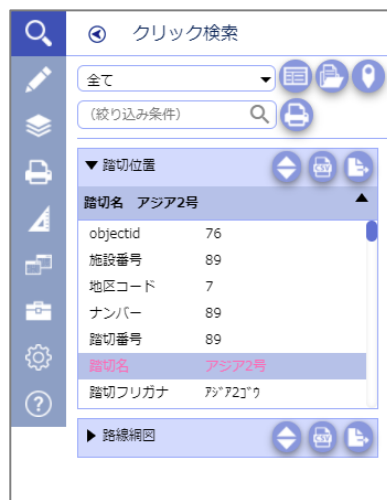 クリック検索
全て
(絞り込み条件)
▼ 踏切位置
CSV
踏切名 アジア2号
objectid 76
施設番号 89
地区コード 7
ナンバー 89
踏切番号 89
踏切名 アジア2号
踏切フリガナ ｱｼﾞｱ2ｺﾞｳ
▶ 路線網図
CSV